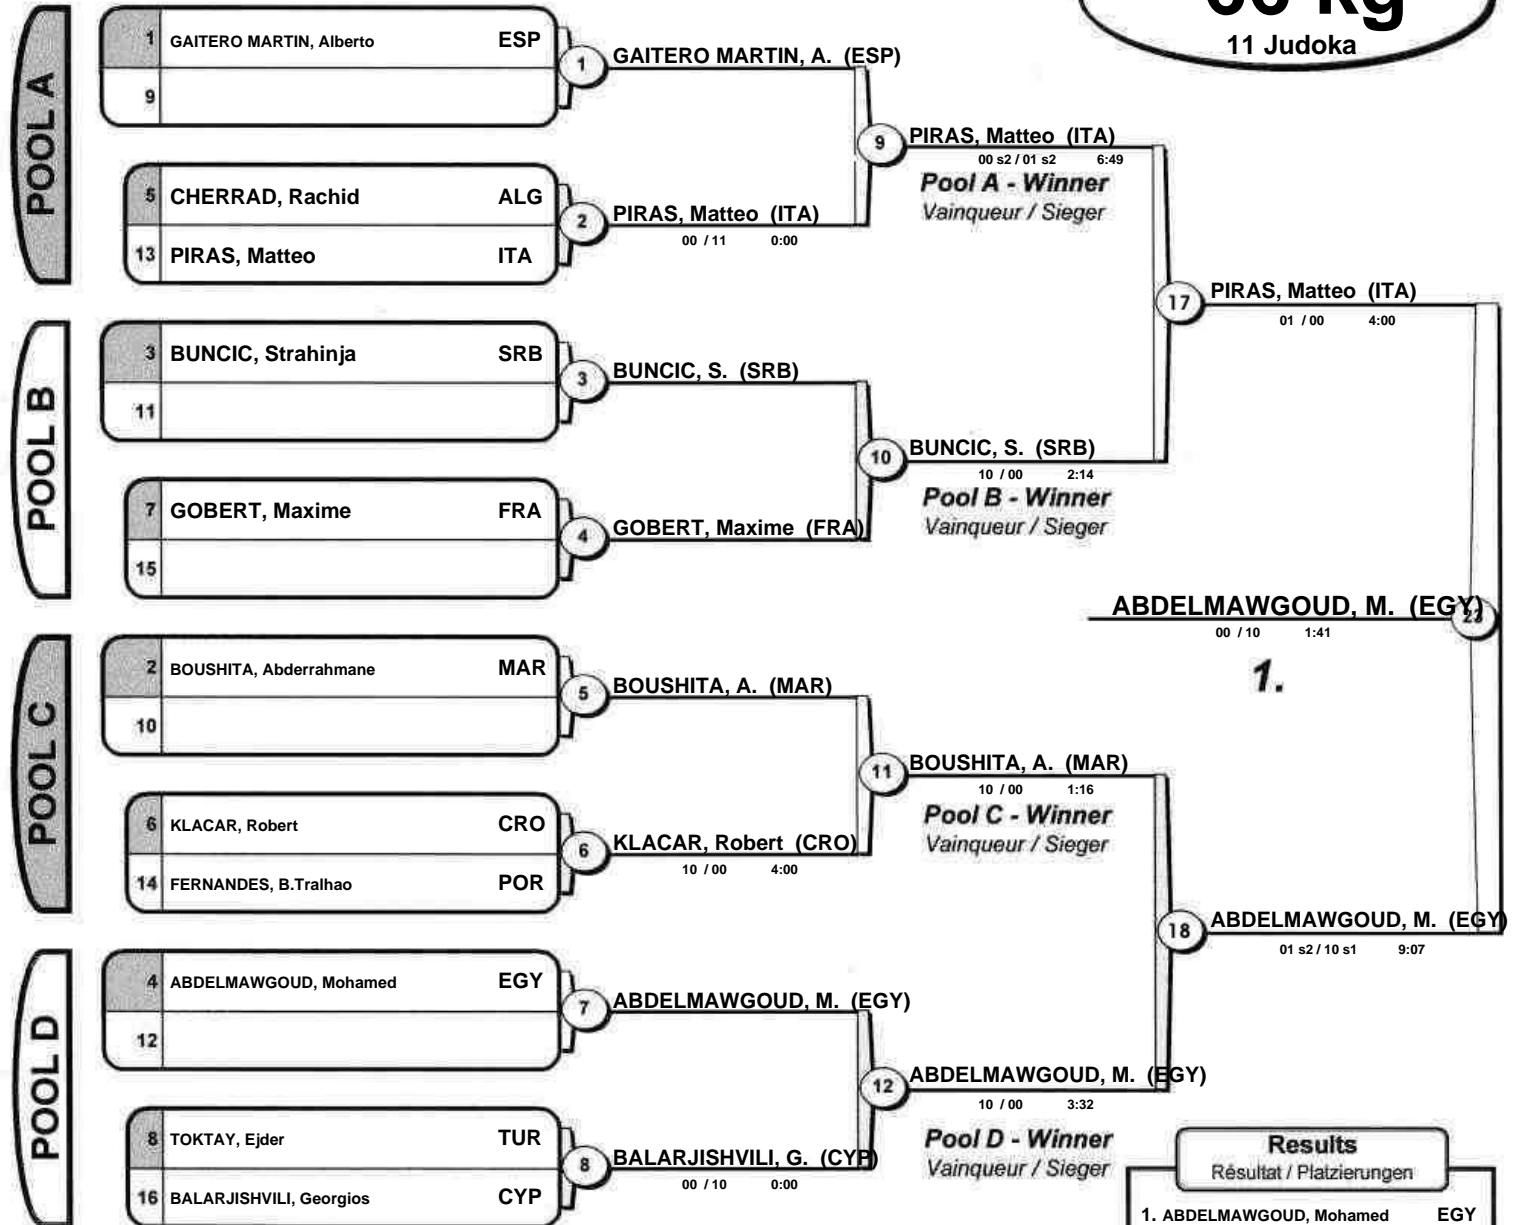 11 Judoka
POOL A
1 GAITERO MARTIN, Alberto ESP
9
1
GAITERO MARTIN, A. (ESP)
5 CHERRAD, Rachid ALG
13 PIRAS, Matteo ITA
2
PIRAS, Matteo (ITA)
00 / 11 0:00
9
PIRAS, Matteo (ITA)
00 s2 / 01 s2 6:49
Pool A - Winner
Vainqueur / Sieger
POOL B
3 BUNCIC, Strahinja SRB
11
3
BUNCIC, S. (SRB)
7 GOBERT, Maxime FRA
15
4
GOBERT, Maxime (FRA)
10
BUNCIC, S. (SRB)
10 / 00 2:14
Pool B - Winner
Vainqueur / Sieger
17
PIRAS, Matteo (ITA)
01 / 00 4:00
ABDELMAWGOUD, M. (EGY)
23
00 / 10 1:41
1.
POOL C
2 BOUSHITA, Abderrahmane MAR
10
5
BOUSHITA, A. (MAR)
6 KLACAR, Robert CRO
14 FERNANDES, B.Tralhao POR
6
KLACAR, Robert (CRO)
10 / 00 4:00
11
BOUSHITA, A. (MAR)
10 / 00 1:16
Pool C - Winner
Vainqueur / Sieger
18
ABDELMAWGOUD, M. (EGY)
01 s2 / 10 s1 9:07
POOL D
4 ABDELMAWGOUD, Mohamed EGY
12
7
ABDELMAWGOUD, M. (EGY)
8 TOKTAY, Ejder TUR
16 BALARJISHVILI, Georgios CYP
8
BALARJISHVILI, G. (CYP)
00 / 10 0:00
12
ABDELMAWGOUD, M. (EGY)
10 / 00 3:32
Pool D - Winner
Vainqueur / Sieger
Results
Résultat / Platzierungen
1. ABDELMAWGOUD, Mohamed EGY